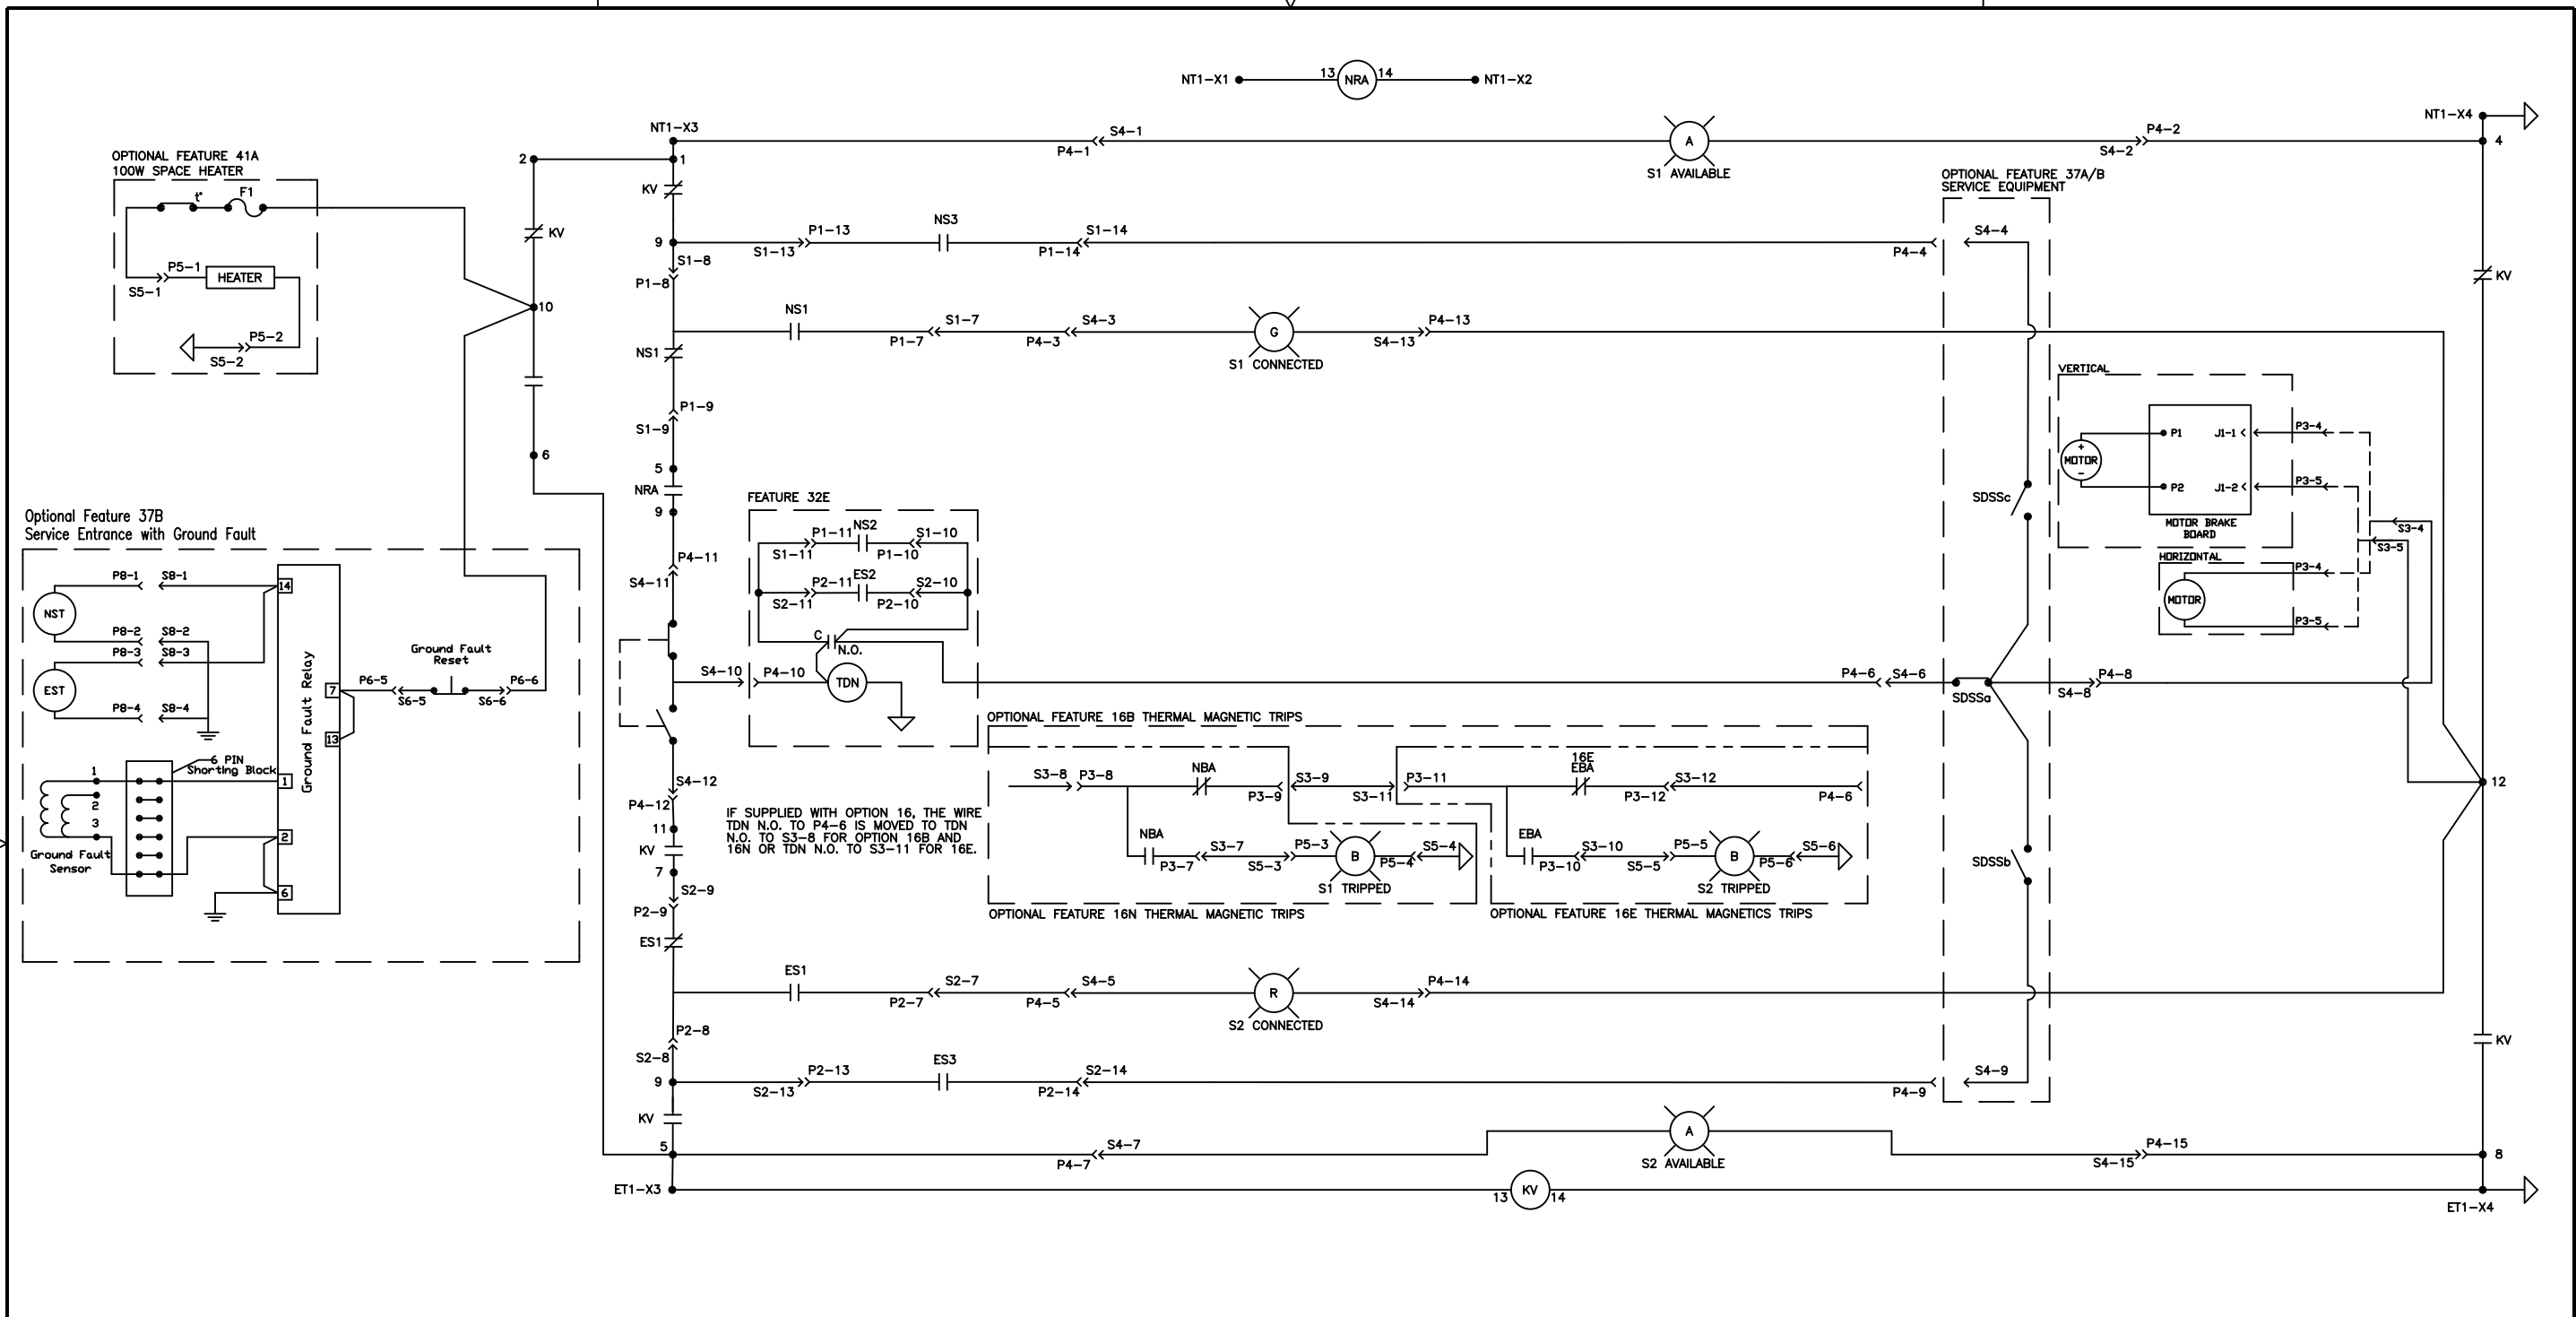 NT1-X1
13
NRA
14
NT1-X2
NT1-X3
1
2
P4-1
S4-1
A
S1 AVAILABLE
S4-2
P4-2
NT1-X4
4
OPTIONAL FEATURE 41A
100W SPACE HEATER
t°
F1
P5-1
S5-1
HEATER
P5-2
S5-2
KV
KV
10
6
9
S1-13
P1-13
NS3
P1-14
S1-14
P4-4
OPTIONAL FEATURE 37A/B
SERVICE EQUIPMENT
S4-4
KV
S1-8
P1-8
NS1
P1-7
S1-7
P4-3
S4-3
G
S1 CONNECTED
S4-13
P4-13
NS1
P1-9
S1-9
5
NRA
9
P4-11
S4-11
VERTICAL
MOTOR
+
-
P1
P2
J1-1
J1-2
MOTOR BRAKE
BOARD
P3-4
P3-5
S3-4
S3-5
HORIZONTAL
MOTOR
P3-4
P3-5
SDSSc
FEATURE 32E
P1-11
NS2
S1-10
S1-11
P1-10
P2-11
ES2
S2-10
S2-11
P2-10
C
N.O.
S4-10
P4-10
TDN
P4-6
S4-6
SDSSa
S4-8
P4-8
Optional Feature 37B
Service Entrance with Ground Fault
P8-1
S8-1
NST
P8-2
S8-2
P8-3
S8-3
EST
P8-4
S8-4
14
Ground Fault Relay
7
13
1
2
6
P6-5
S6-5
Ground Fault
Reset
S6-6
P6-6
6 PIN
Shorting Block
1
2
3
Ground Fault
Sensor
OPTIONAL FEATURE 16B THERMAL MAGNETIC TRIPS
S3-8
P3-8
NBA
P3-9
S3-9
S3-11
P3-11
16E
EBA
P3-12
S3-12
P4-6
NBA
P3-7
S3-7
S5-3
P5-3
B
P5-4
S5-4
S1 TRIPPED
EBA
P3-10
S3-10
S5-5
P5-5
B
P5-6
S5-6
S2 TRIPPED
OPTIONAL FEATURE 16N THERMAL MAGNETIC TRIPS
OPTIONAL FEATURE 16E THERMAL MAGNETICS TRIPS
IF SUPPLIED WITH OPTION 16, THE WIRE
TDN N.O. TO P4-6 IS MOVED TO TDN
N.O. TO S3-8 FOR OPTION 16B AND
16N OR TDN N.O. TO S3-11 FOR 16E.
S4-12
P4-12
11
KV
7
S2-9
P2-9
ES1
12
SDSSb
ES1
P2-7
S2-7
P4-5
S4-5
R
S2 CONNECTED
S4-14
P4-14
P2-8
S2-8
9
S2-13
P2-13
ES3
P2-14
S2-14
P4-9
S4-9
KV
KV
5
P4-7
S4-7
A
S2 AVAILABLE
S4-15
P4-15
8
ET1-X3
13
KV
14
ET1-X4